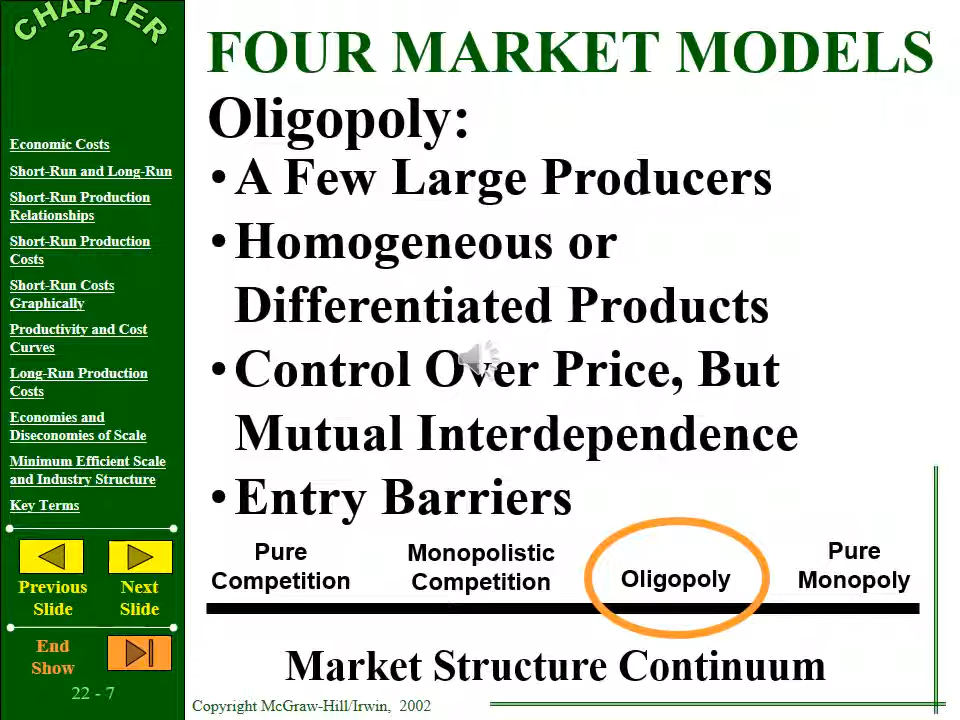 CHAPTER
22
Economic Costs
Short-Run and Long-Run
Short-Run Production
Relationships
Short-Run Production
Costs
Short-Run Costs
Graphically
Productivity and Cost
Curves
Long-Run Production
Costs
Economies and
Diseconomies of Scale
Minimum Efficient Scale
and Industry Structure
Key Terms
Previous
Slide
Next
Slide
End
Show
22 - 7
FOUR MARKET MODELS
Oligopoly:
• A Few Large Producers
• Homogeneous or
Differentiated Products
• Control Over Price, But
Mutual Interdependence
• Entry Barriers
Pure
Competition
Monopolistic
Competition
Oligopoly
Pure
Monopoly
Market Structure Continuum
Copyright McGraw-Hill/Irwin, 2002